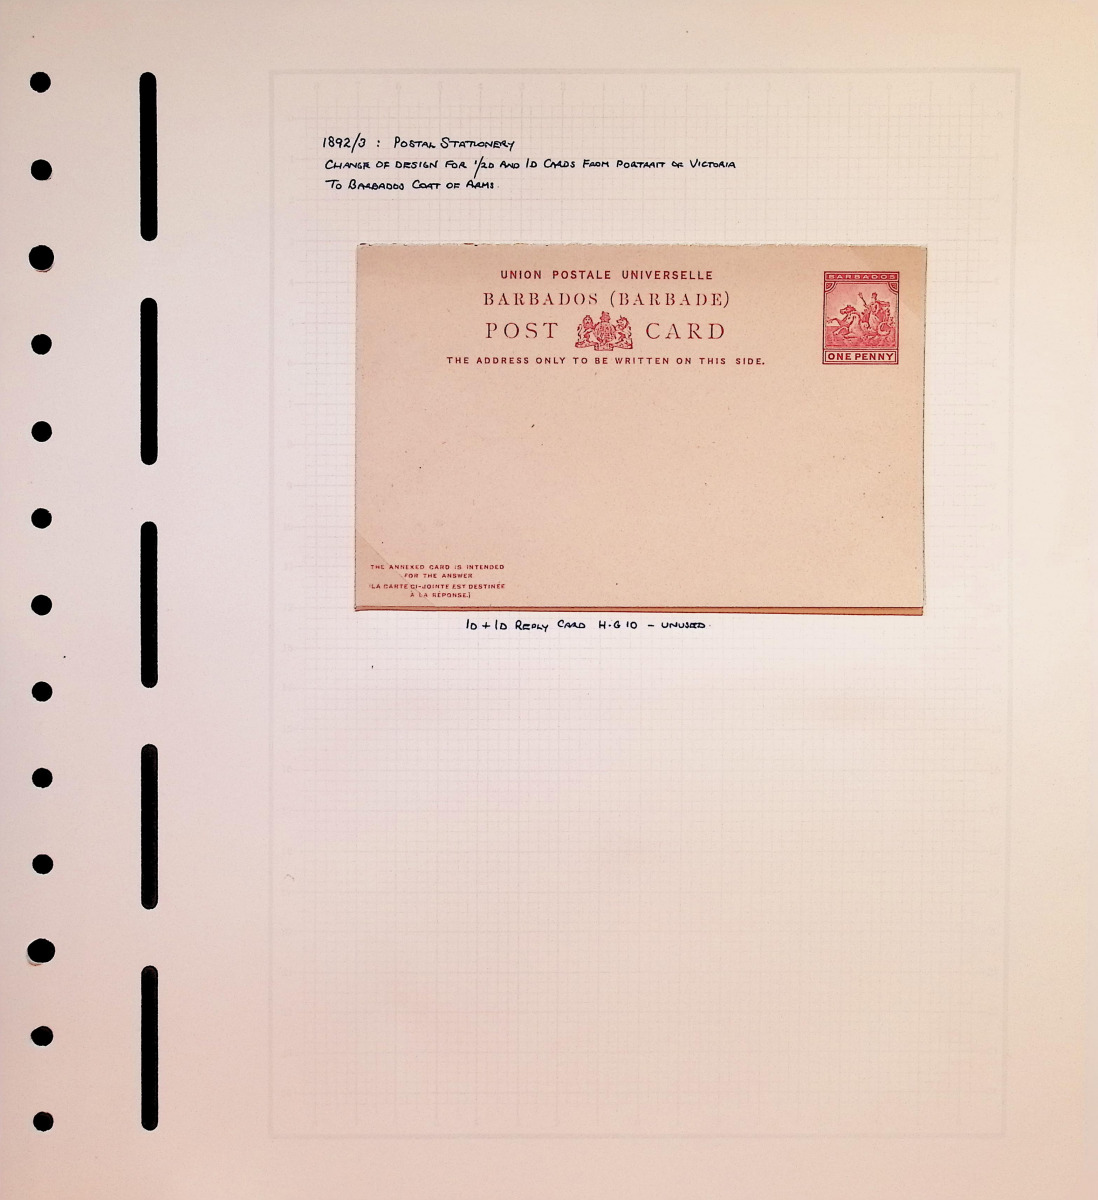 1892/3 : POSTAL STATIONERY
CHANGE OF DESIGN FOR 1/2D AND 1D CARDS FROM PORTRAIT OF VICTORIA
TO BARBADOS COAT OF ARMS.
UNION POSTALE UNIVERSELLE
BARBADOS (BARBADE)
POST CARD
THE ADDRESS ONLY TO BE WRITTEN ON THIS SIDE.
BARBADOS
ONE PENNY
THE ANNEXED CARD IS INTENDED
FOR THE ANSWER
(LA CARTE CI-JOINTE EST DESTINÉE
À LA RÉPONSE.)
1D + 1D REPLY CARD H.G 10 - UNUSED.